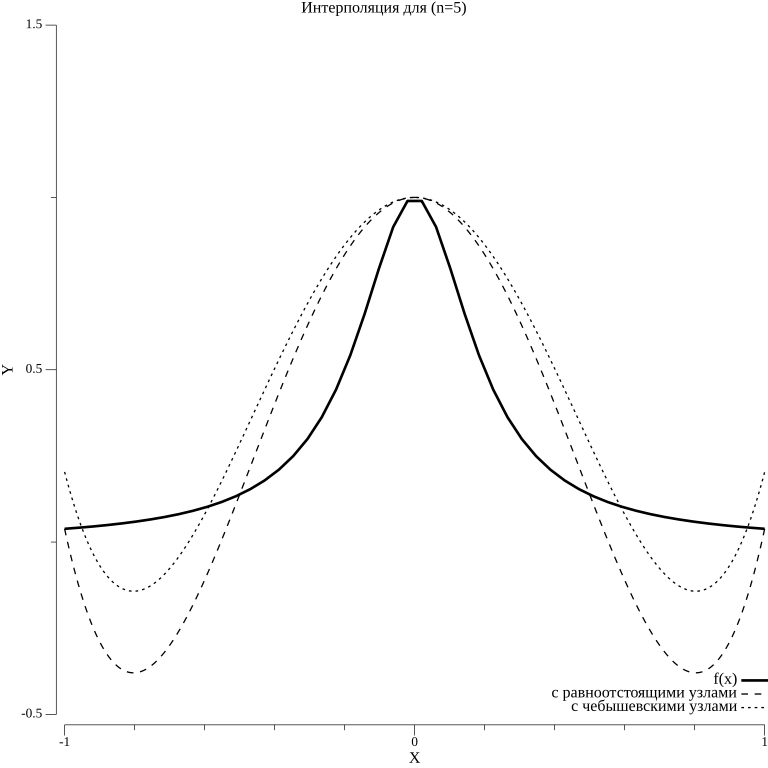 Интерполяция для (n=5)
1.5
0.5
-0.5
Y
f(x)
с равноотстоящими узлами
с чебышевскими узлами
-1 0 1
X